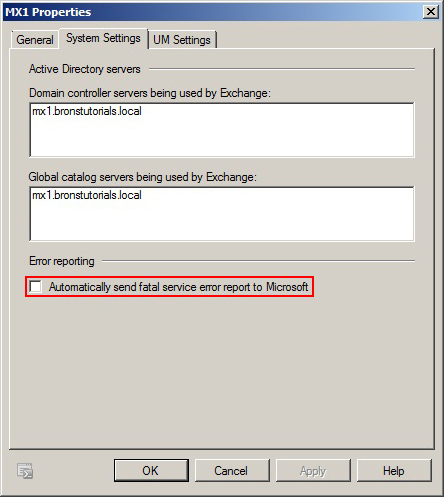 MX1 Properties
General
System Settings
UM Settings
Active Directory servers
Domain controller servers being used by Exchange:
mx1.bronstutorials.local
Global catalog servers being used by Exchange:
mx1.bronstutorials.local
Error reporting
Automatically send fatal service error report to Microsoft
OK
Cancel
Apply
Help